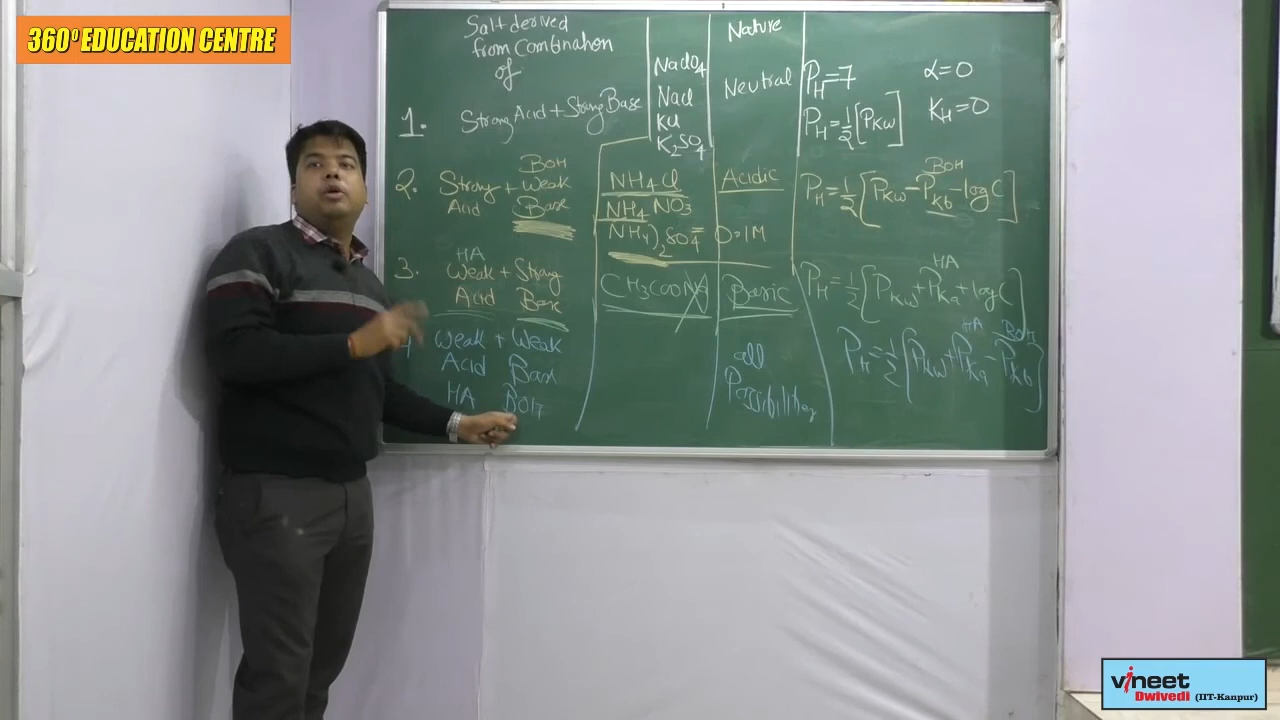 360⁰ EDUCATION CENTRE
Salt derived
from Combination
of
Nature
1.
Strong Acid + Strong Base
NaClO4
NaCl
KCl
K2SO4
Neutral
PH=7
PH=1/2[PKw]
α=0
KH=0
2.
BOH
Strong + Weak
Acid Base
NH4Cl
NH4NO3
NH4)2SO4= 0.1M
Acidic
BOH
PH=1/2[PKw-PKb-logC]
3.
HA
Weak + Strong
Acid Base
CH3COONa
Basic
HA
PH=1/2[PKw+PKa+logC]
4
Weak + Weak
Acid Base
HA BOH
all
Possibility
HA BOH
PH=1/2[PKw+PKa-PKb]
vineet
Dwivedi (IIT-Kanpur)